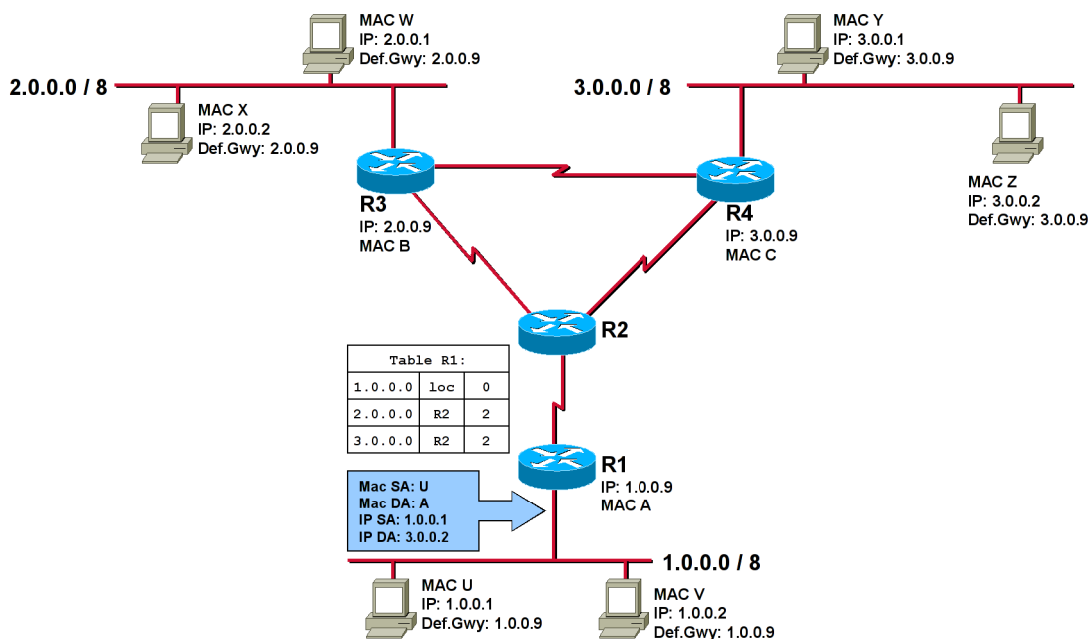 MAC W
IP: 2.0.0.1
Def.Gwy: 2.0.0.9
MAC Y
IP: 3.0.0.1
Def.Gwy: 3.0.0.9
2.0.0.0 / 8
3.0.0.0 / 8
MAC X
IP: 2.0.0.2
Def.Gwy: 2.0.0.9
MAC Z
IP: 3.0.0.2
Def.Gwy: 3.0.0.9
R3
IP: 2.0.0.9
MAC B
R4
IP: 3.0.0.9
MAC C
R2
Table R1:
1.0.0.0 loc 0
2.0.0.0 R2 2
3.0.0.0 R2 2
R1
IP: 1.0.0.9
MAC A
Mac SA: U
Mac DA: A
IP SA: 1.0.0.1
IP DA: 3.0.0.2
1.0.0.0 / 8
MAC U
IP: 1.0.0.1
Def.Gwy: 1.0.0.9
MAC V
IP: 1.0.0.2
Def.Gwy: 1.0.0.9